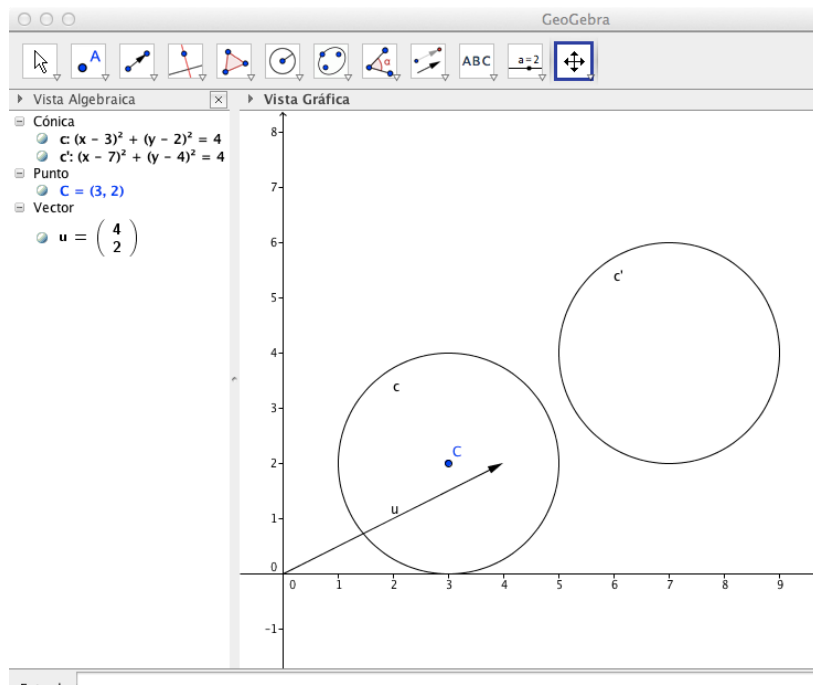 GeoGebra
A
α
ABC
a=2
Vista Algebraica
Vista Gráfica
Cónica
c: (x – 3)² + (y – 2)² = 4
c': (x – 7)² + (y – 4)² = 4
Punto
C = (3, 2)
Vector
u = ( 4
2 )
8
7
6
c'
5
4
c
3
C
2
u
1
0
0 1 2 3 4 5 6 7 8 9
-1